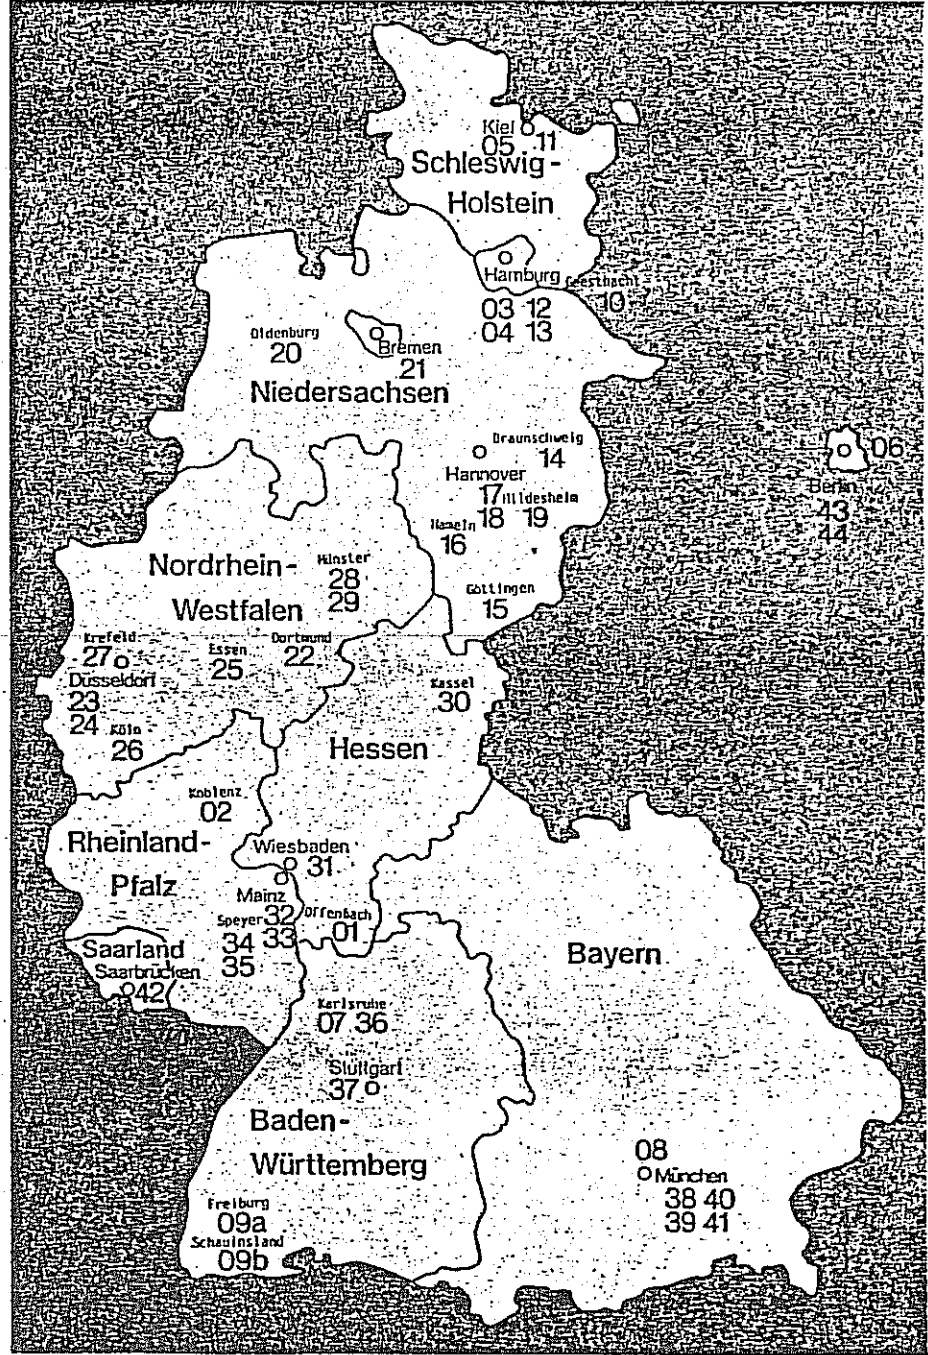 Kiel
05 11
Schleswig-
Holstein
Hamburg
Geesthacht
10
03 12
04 13
Oldenburg
20
Bremen
21
Niedersachsen
Braunschweig
14
Hannover
17 Hildesheim
18 19
Hameln
16
Göttingen
15
06
Berlin
43
44
Nordrhein-
Westfalen
Münster
28
29
Krefeld
27
Essen
25
Dortmund
22
Düsseldorf
23
24
Köln
26
Kassel
30
Hessen
Koblenz
02
Rheinland-
Pfalz
Wiesbaden
31
Mainz
32
33
Speyer
34
35
Offenbach
01
Saarland
Saarbrücken
42
Bayern
Karlsruhe
07 36
Stuttgart
37
Baden-
Württemberg
Freiburg
09a
Schauinsland
09b
08
München
38 40
39 41